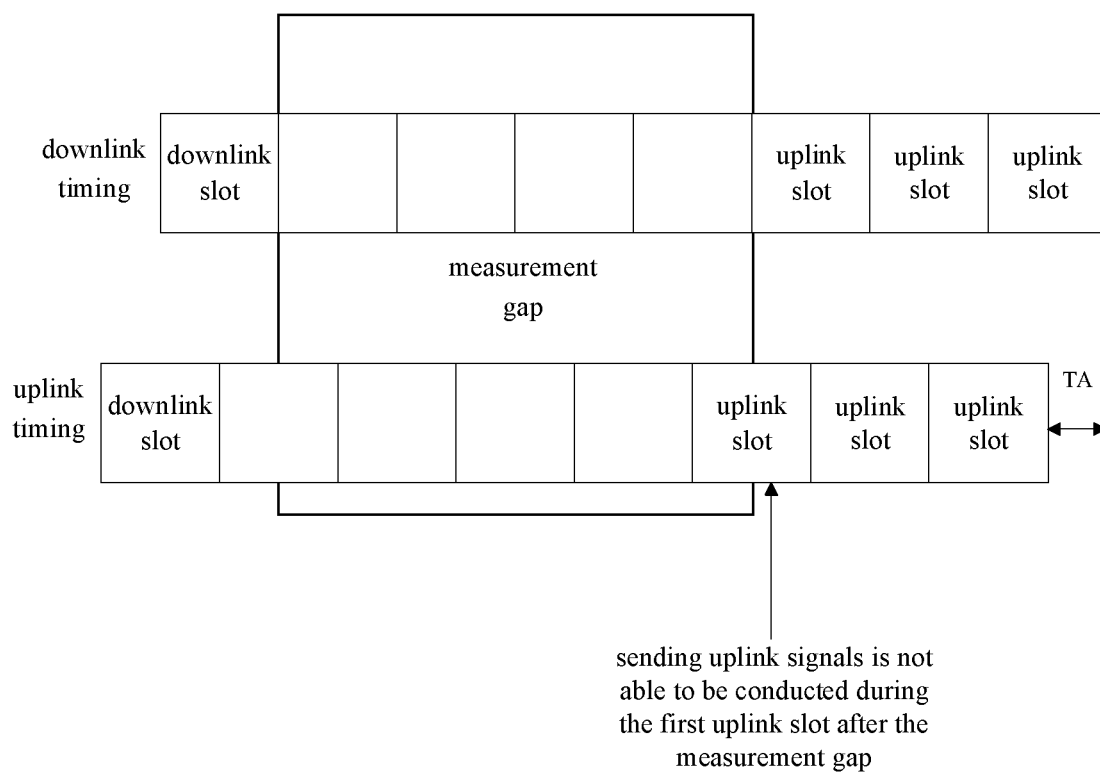 downlink
timing
downlink
slot
uplink
slot
uplink
slot
uplink
slot
measurement
gap
uplink
timing
downlink
slot
uplink
slot
uplink
slot
uplink
slot
TA
sending uplink signals is not
able to be conducted during
the first uplink slot after the
measurement gap